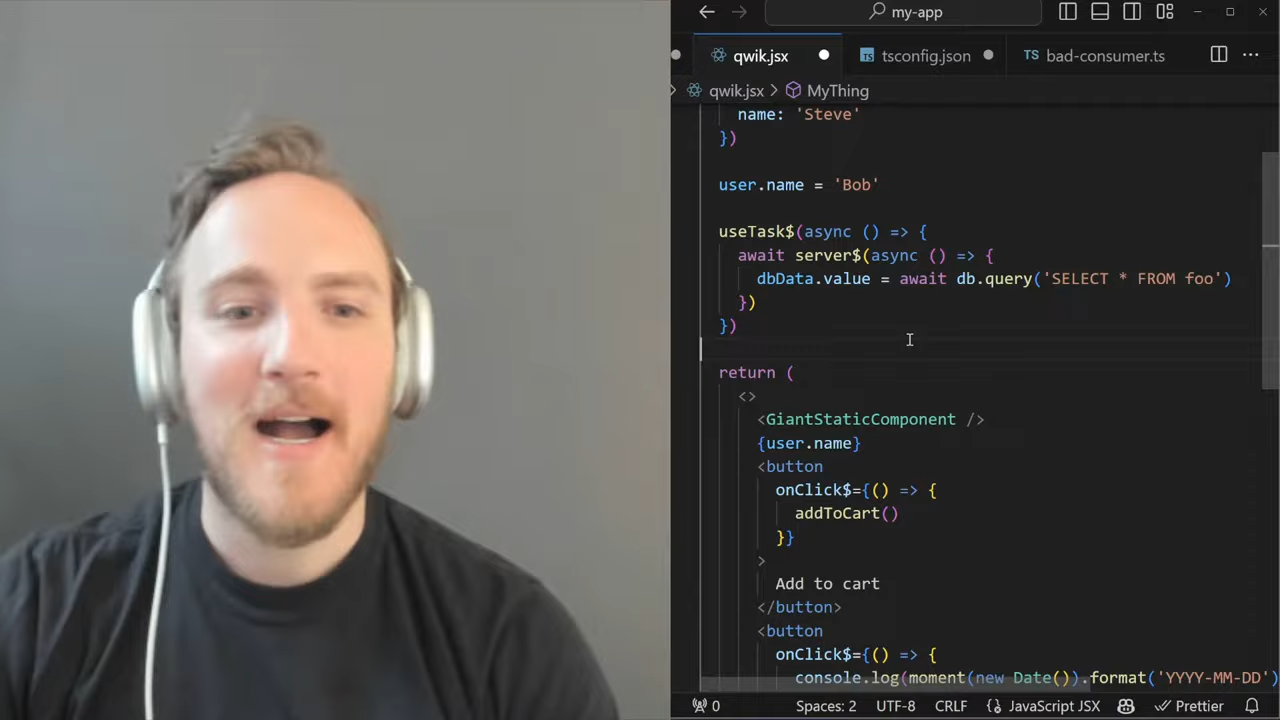 my-app
qwik.jsx
tsconfig.json
TS bad-consumer.ts
qwik.jsx > MyThing
name: 'Steve'
})
user.name = 'Bob'
useTask$(async () => {
await server$(async () => {
dbData.value = await db.query('SELECT * FROM foo')
})
})
return (
<>
<GiantStaticComponent />
{user.name}
<button
onClick$={() => {
addToCart()
}}
>
Add to cart
</button>
<button
onClick$={() => {
console.log(moment(new Date()).format('YYYY-MM-DD')
0
Spaces: 2
UTF-8
CRLF
{} JavaScript JSX
Prettier